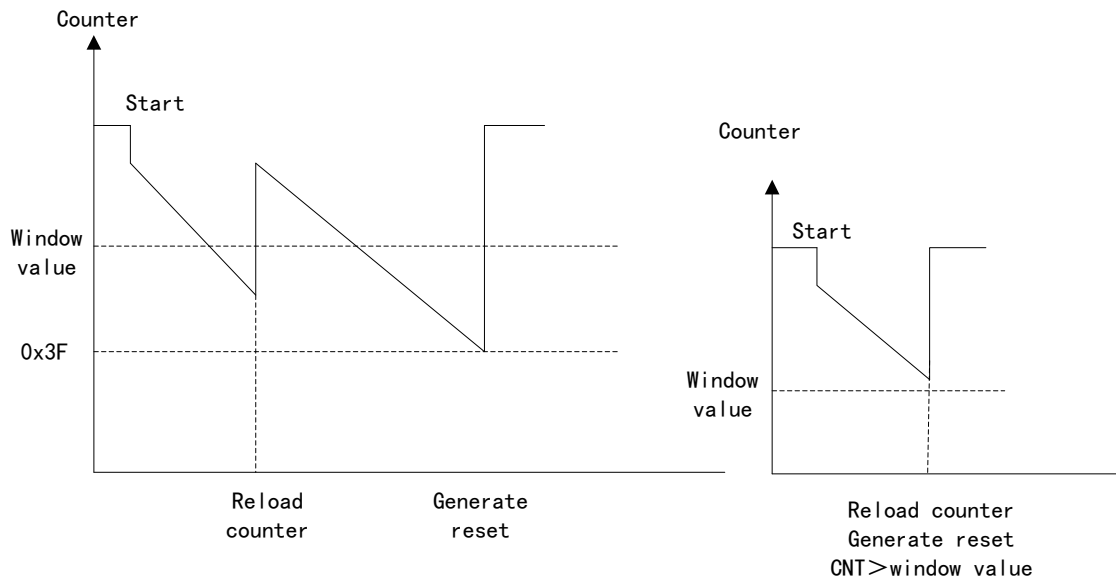 Counter
Start
Window
value
0x3F
Reload
counter
Generate
reset
Counter
Start
Window
value
Reload counter
Generate reset
CNT＞window value